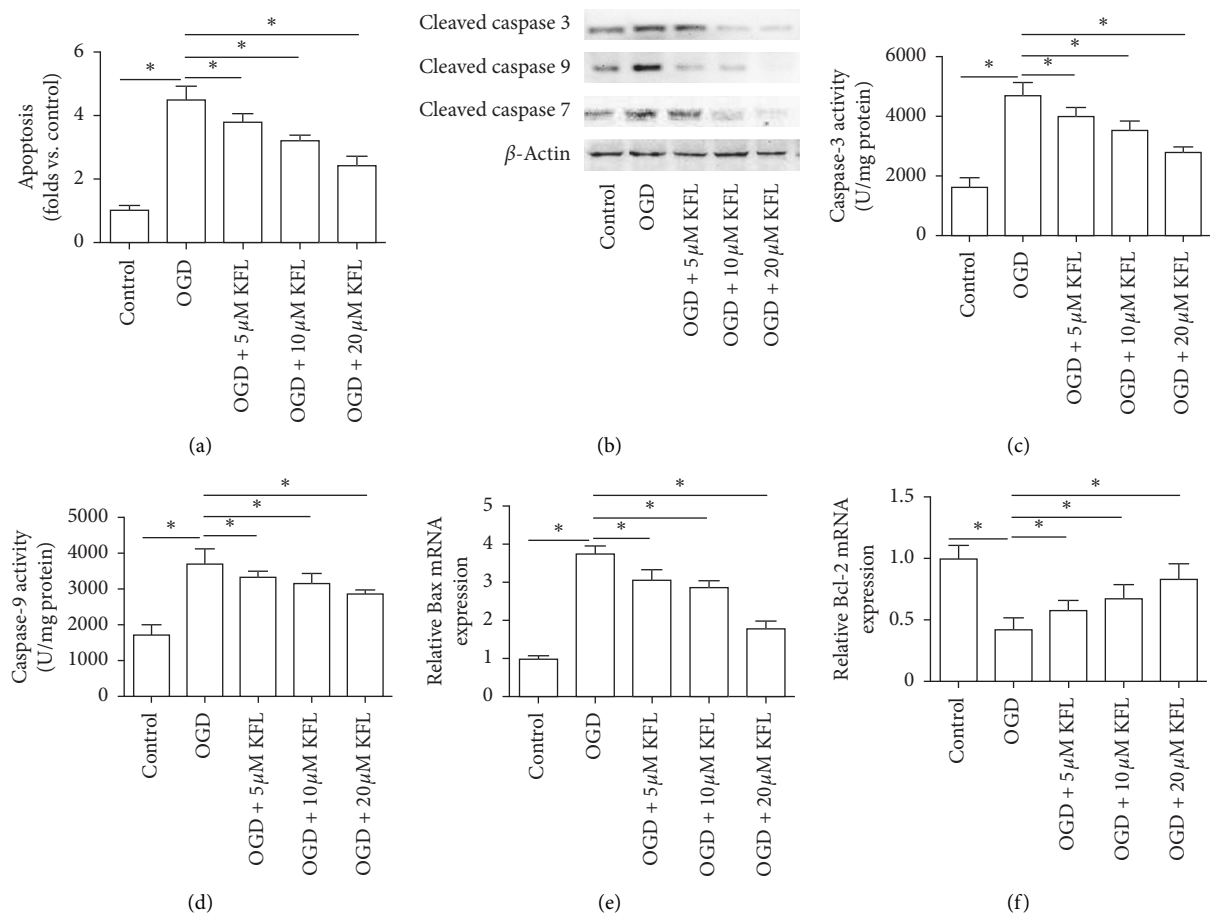 Apoptosis
(folds vs. control)
6
4
2
0
*
*
*
*
Control
OGD
OGD + 5 μM KFL
OGD + 10 μM KFL
OGD + 20 μM KFL
(a)
Cleaved caspase 3
Cleaved caspase 9
Cleaved caspase 7
β-Actin
Control
OGD
OGD + 5 μM KFL
OGD + 10 μM KFL
OGD + 20 μM KFL
(b)
Caspase-3 activity
(U/mg protein)
6000
4000
2000
0
*
*
*
*
Control
OGD
OGD + 5 μM KFL
OGD + 10 μM KFL
OGD + 20 μM KFL
(c)
Caspase-9 activity
(U/mg protein)
5000
4000
3000
2000
1000
0
*
*
*
*
Control
OGD
OGD + 5 μM KFL
OGD + 10 μM KFL
OGD + 20 μM KFL
(d)
Relative Bax mRNA
expression
5
4
3
2
1
0
*
*
*
*
Control
OGD
OGD + 5 μM KFL
OGD + 10 μM KFL
OGD + 20 μM KFL
(e)
Relative Bcl-2 mRNA
expression
1.5
1.0
0.5
0.0
*
*
*
*
Control
OGD
OGD + 5 μM KFL
OGD + 10 μM KFL
OGD + 20 μM KFL
(f)